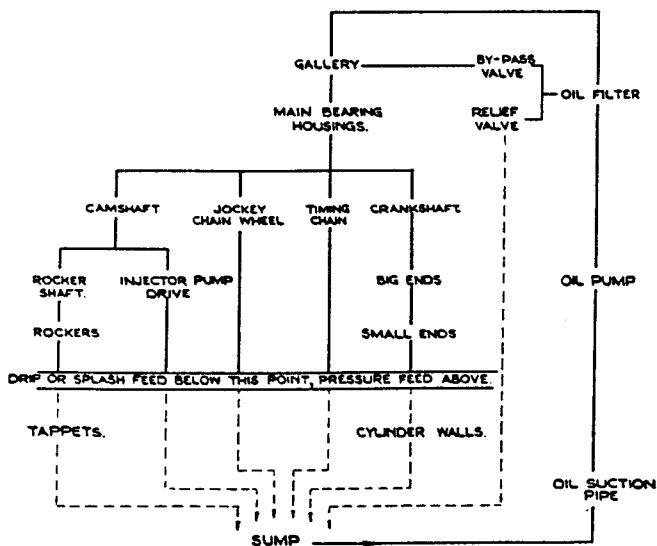 GALLERY
BY-PASS
VALVE
OIL FILTER
MAIN BEARING
HOUSINGS.
RELIEF
VALVE
CAMSHAFT
JOCKEY
CHAIN WHEEL
TIMING
CHAIN
CRANKSHAFT.
ROCKER
SHAFT.
INJECTOR PUMP
DRIVE
BIG ENDS
OIL PUMP
ROCKERS
SMALL ENDS
DRIP OR SPLASH FEED BELOW THIS POINT, PRESSURE FEED ABOVE.
TAPPETS.
CYLINDER WALLS.
OIL SUCTION
PIPE
SUMP